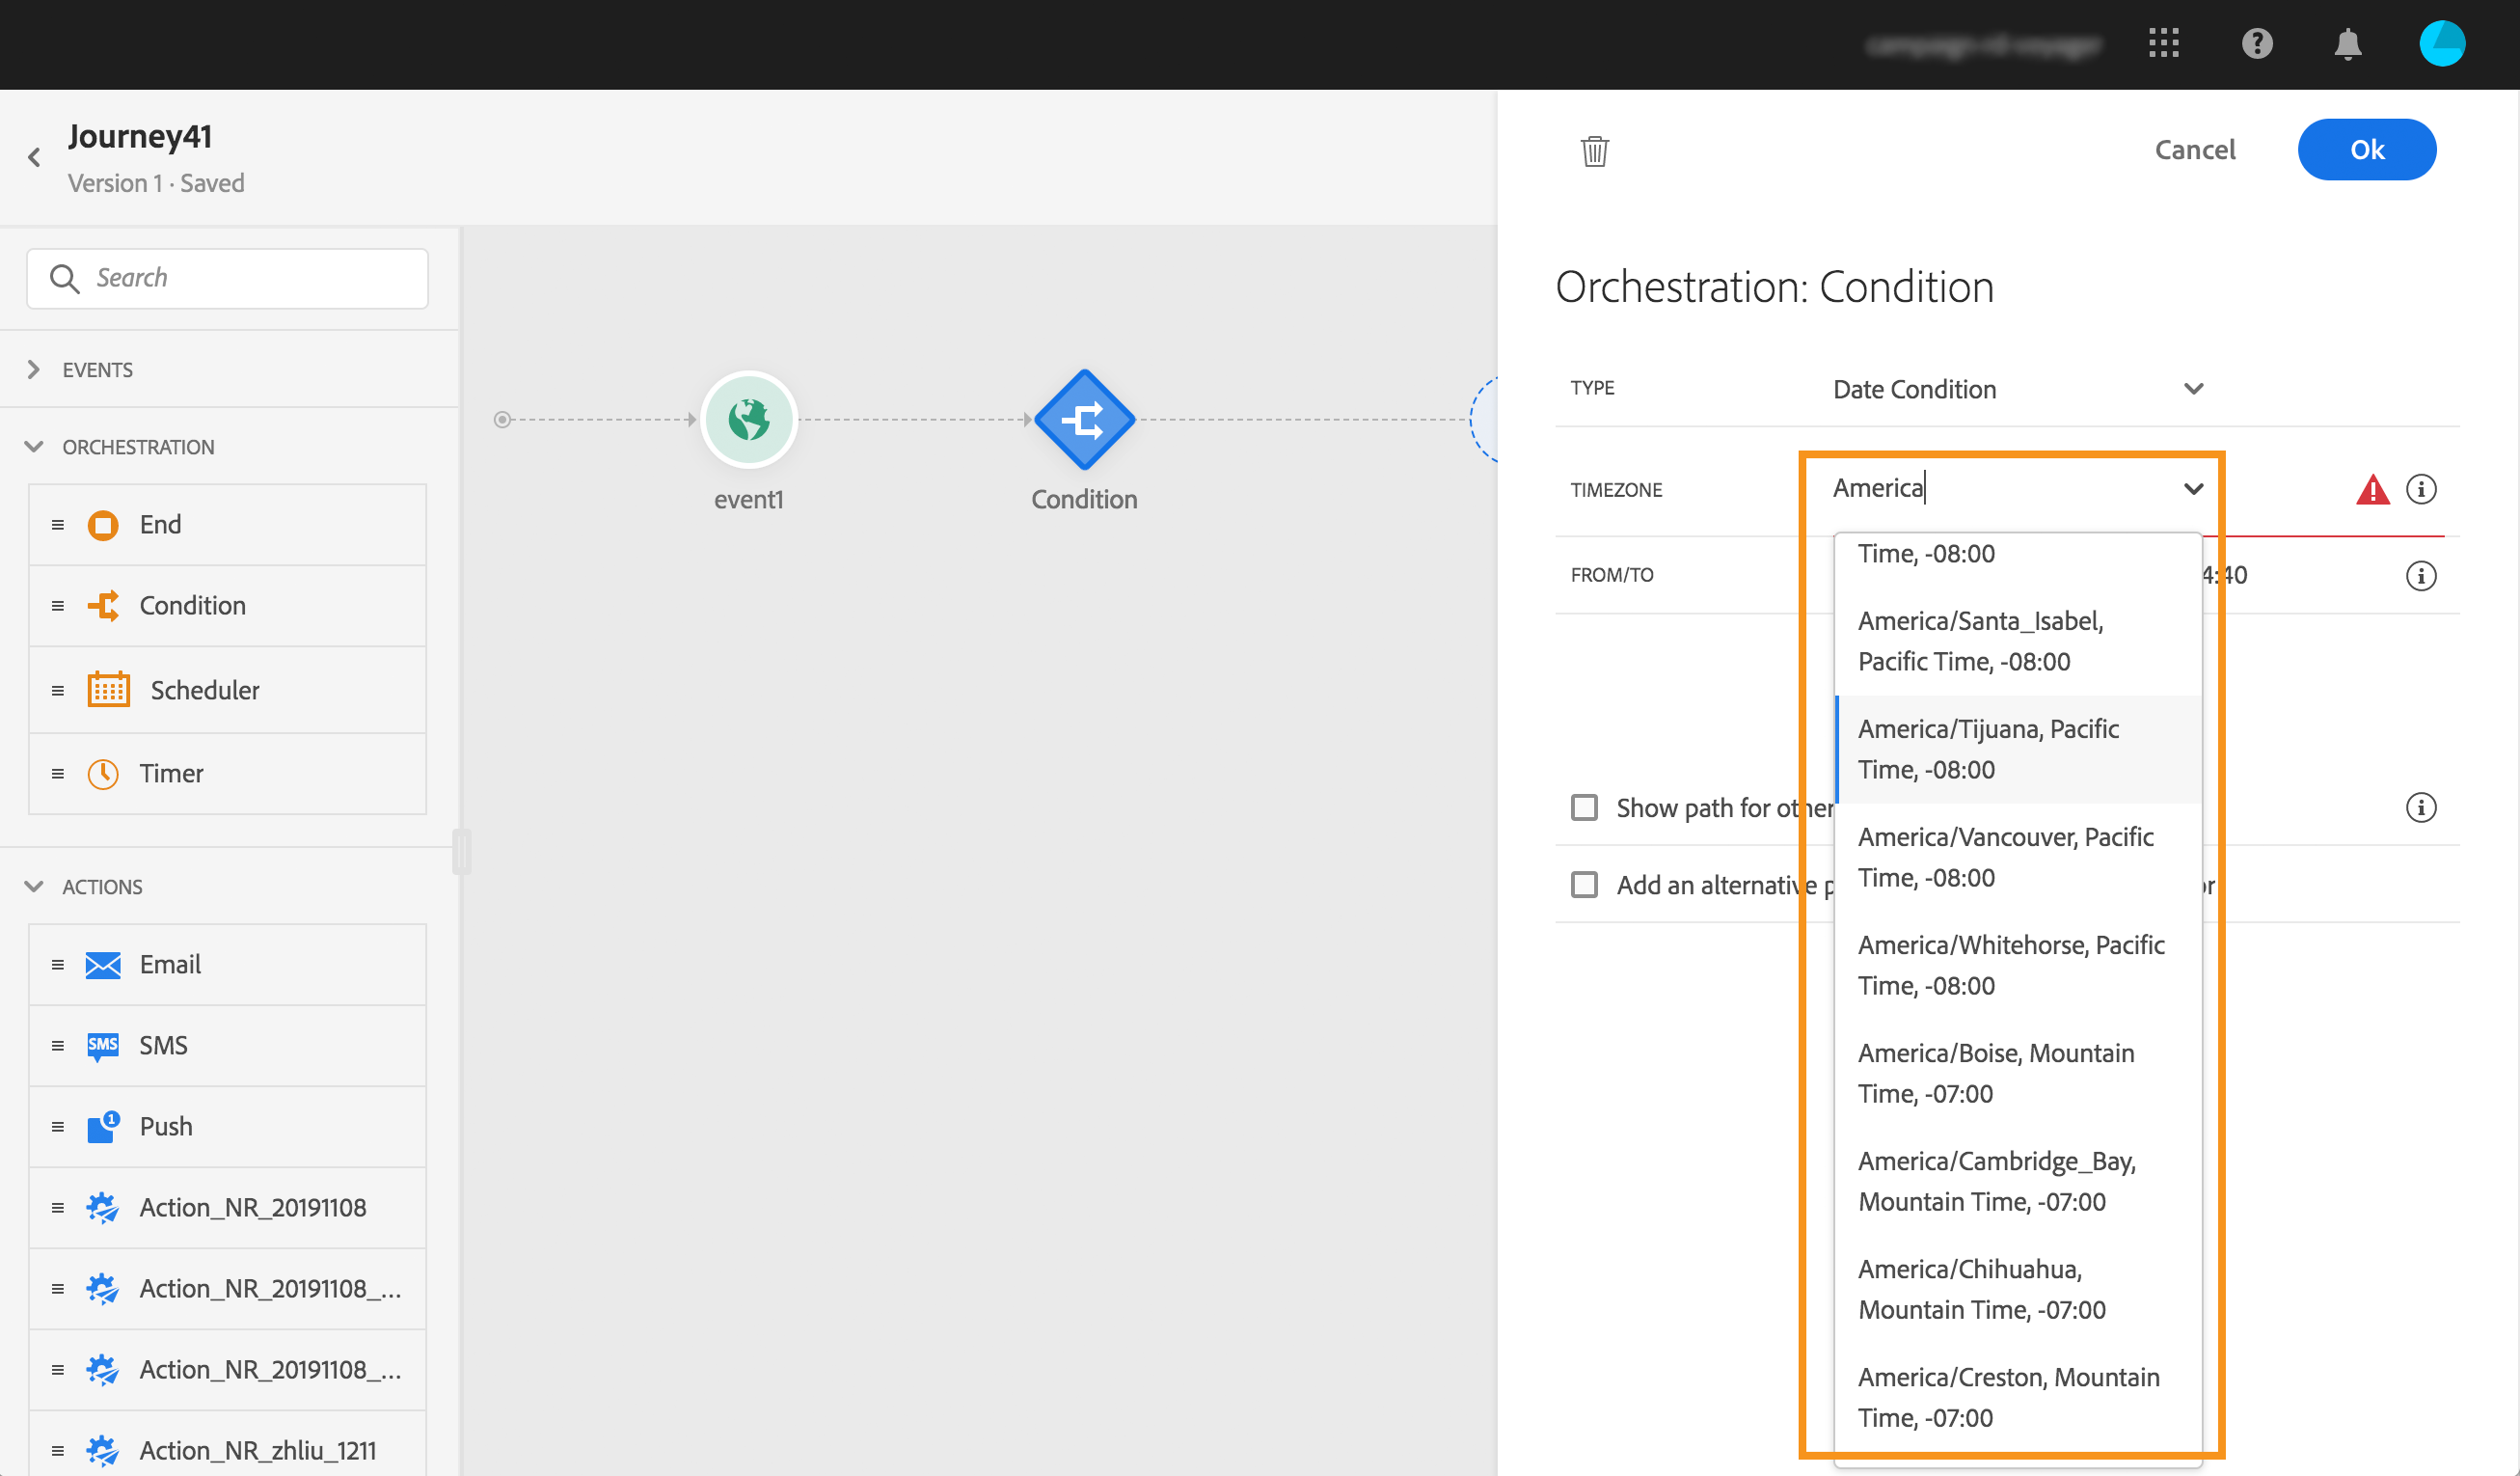 Journey41
Version 1 · Saved
Search
EVENTS
ORCHESTRATION
End
Condition
Scheduler
Timer
ACTIONS
Email
SMS
SMS
1
Push
Action_NR_20191108
Action_NR_20191108_...
Action_NR_20191108_...
Action_NR_zhliu_1211
event1
Condition
Cancel
Ok
Orchestration: Condition
TYPE
Date Condition
TIMEZONE
America
FROM/TO
4:40
Show path for other
Add an alternative
Time, -08:00
America/Santa_Isabel,
Pacific Time, -08:00
America/Tijuana, Pacific
Time, -08:00
America/Vancouver, Pacific
Time, -08:00
America/Whitehorse, Pacific
Time, -08:00
America/Boise, Mountain
Time, -07:00
America/Cambridge_Bay,
Mountain Time, -07:00
America/Chihuahua,
Mountain Time, -07:00
America/Creston, Mountain
Time, -07:00